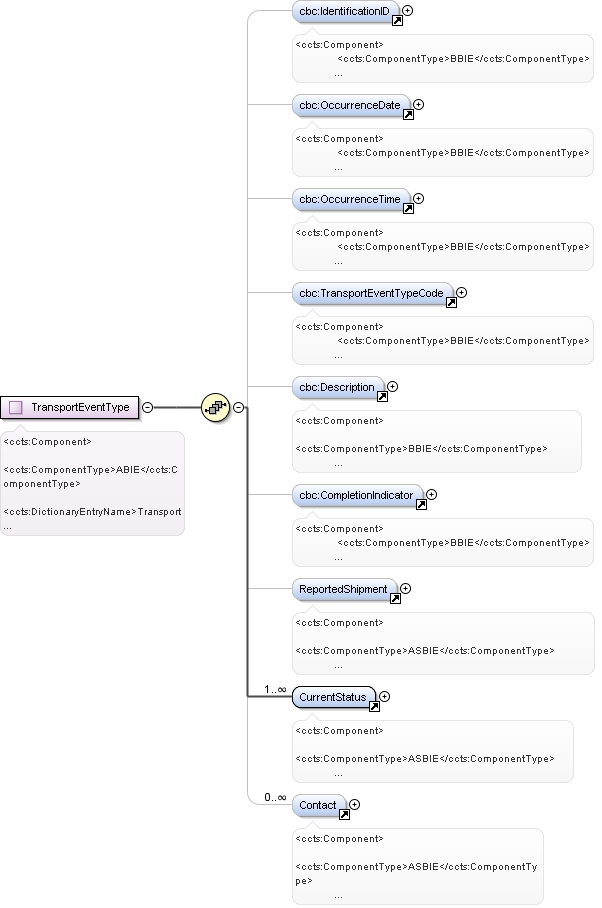 cbc:IdentificationID
<ccts:Component>
<ccts:ComponentType>BBIE</ccts:ComponentType>
...
cbc:OccurrenceDate
<ccts:Component>
<ccts:ComponentType>BBIE</ccts:ComponentType>
...
cbc:OccurrenceTime
<ccts:Component>
<ccts:ComponentType>BBIE</ccts:ComponentType>
...
cbc:TransportEventTypeCode
<ccts:Component>
<ccts:ComponentType>BBIE</ccts:ComponentType>
...
cbc:Description
<ccts:Component>
<ccts:ComponentType>BBIE</ccts:ComponentType>
...
TransportEventType
<ccts:Component>
<ccts:ComponentType>ABIE</ccts:C
omponentType>
<ccts:DictionaryEntryName>Transport
...
cbc:CompletionIndicator
<ccts:Component>
<ccts:ComponentType>BBIE</ccts:ComponentType>
...
ReportedShipment
<ccts:Component>
<ccts:ComponentType>ASBIE</ccts:ComponentType>
...
1..∞
CurrentStatus
<ccts:Component>
<ccts:ComponentType>ASBIE</ccts:ComponentType>
...
0..∞
Contact
<ccts:Component>
<ccts:ComponentType>ASBIE</ccts:ComponentTy
pe>
...